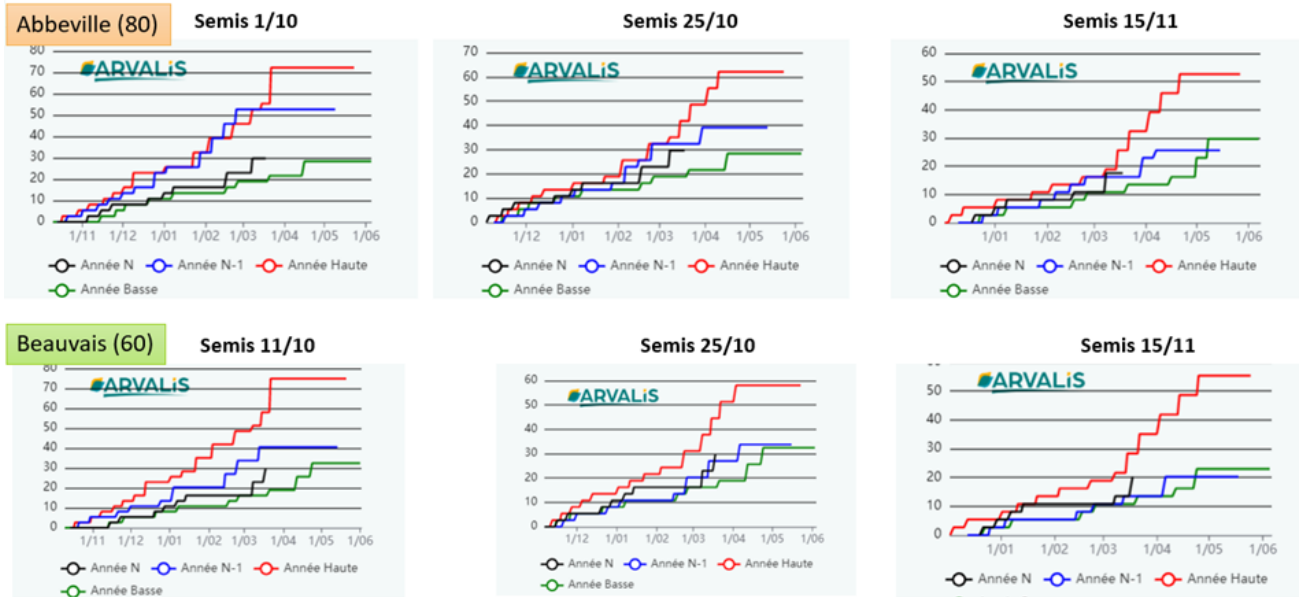 Abbeville (80)
Semis 1/10
Semis 25/10
Semis 15/11
ARVALiS
80
70
60
50
40
30
20
10
0
1/11 1/12 1/01 1/02 1/03 1/04 1/05 1/06
Année N Année N-1 Année Haute
Année Basse
ARVALiS
70
60
50
40
30
20
10
0
1/12 1/01 1/02 1/03 1/04 1/05 1/06
Année N Année N-1 Année Haute
Année Basse
ARVALiS
60
50
40
30
20
10
0
1/01 1/02 1/03 1/04 1/05 1/06
Année N Année N-1 Année Haute
Année Basse
Beauvais (60)
Semis 11/10
Semis 25/10
Semis 15/11
ARVALiS
80
70
60
50
40
30
20
10
0
1/11 1/12 1/01 1/02 1/03 1/04 1/05 1/06
Année N Année N-1 Année Haute
Année Basse
ARVALiS
60
50
40
30
20
10
0
1/12 1/01 1/02 1/03 1/04 1/05 1/06
Année N Année N-1 Année Haute
Année Basse
ARVALiS
50
40
30
20
10
0
1/01 1/02 1/03 1/04 1/05 1/06
Année N Année N-1 Année Haute